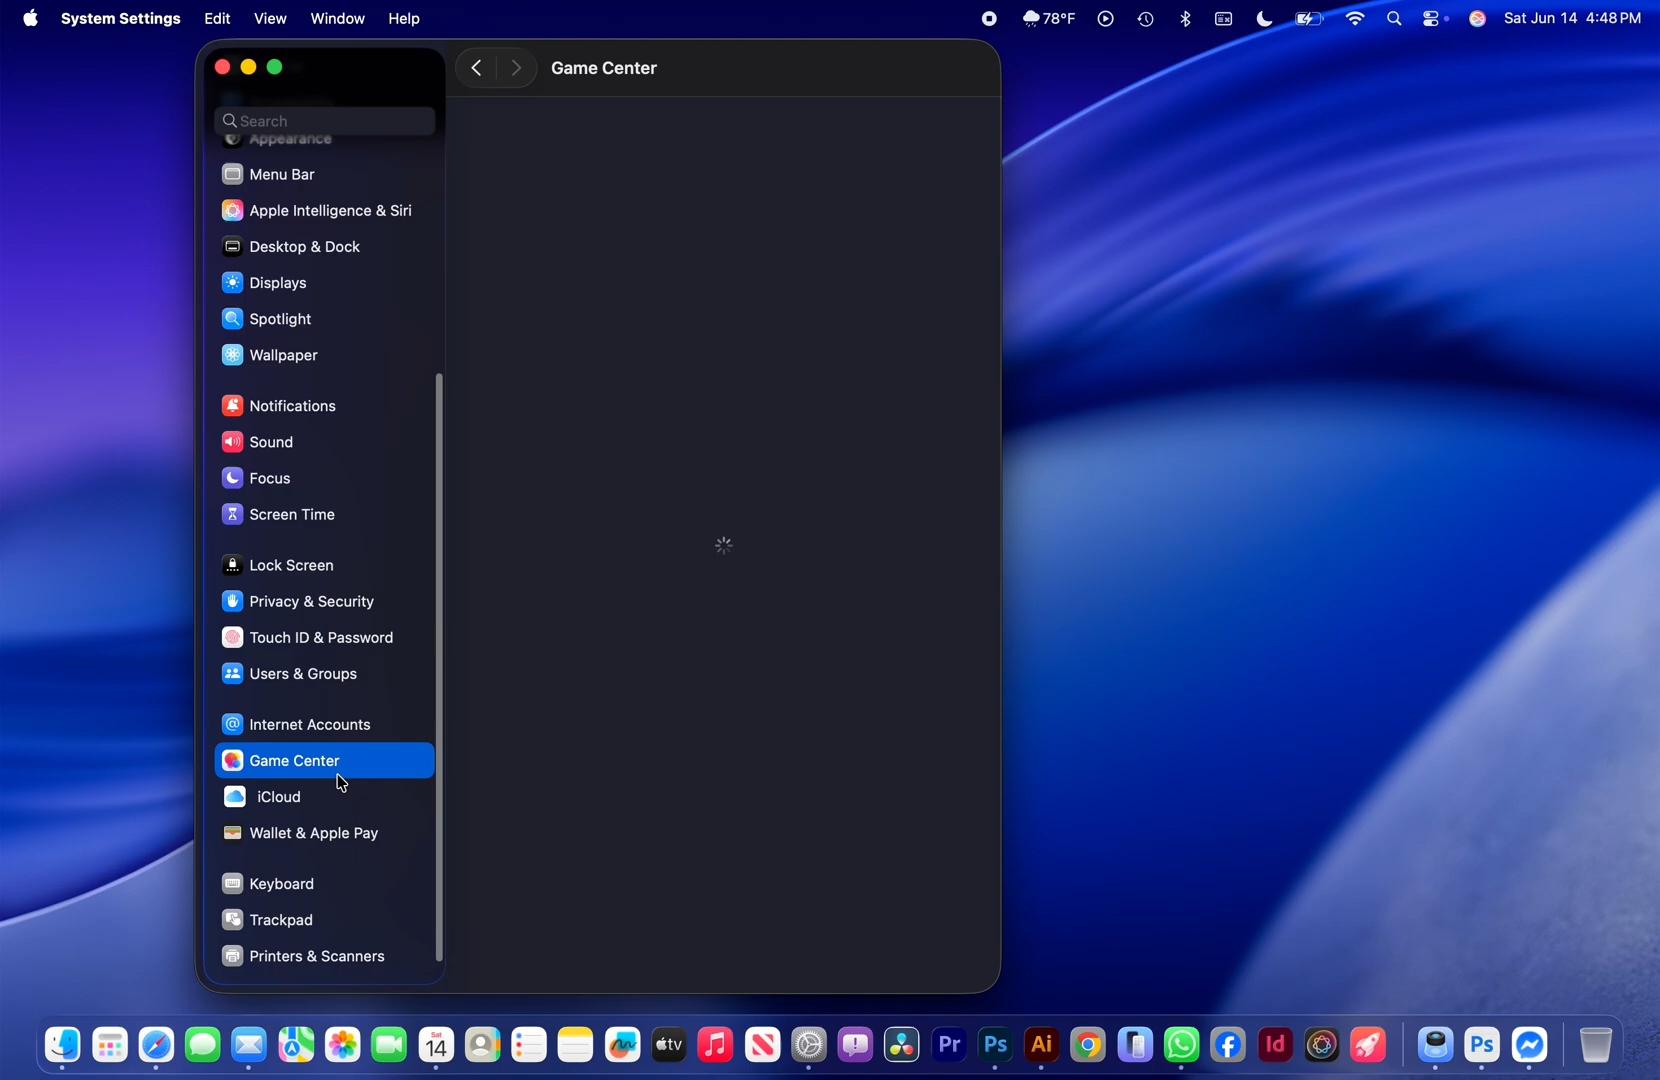 System Settings Edit View Window Help
78°F
Sat Jun 14 4:48 PM
Game Center
Search
Appearance
Menu Bar
Apple Intelligence & Siri
Desktop & Dock
Displays
Spotlight
Wallpaper
Notifications
Sound
Focus
Screen Time
Lock Screen
Privacy & Security
Touch ID & Password
Users & Groups
Internet Accounts
Game Center
iCloud
Wallet & Apple Pay
Keyboard
Trackpad
Printers & Scanners
Sat
14
tv
Pr
Ps
Ai
Id
Ps